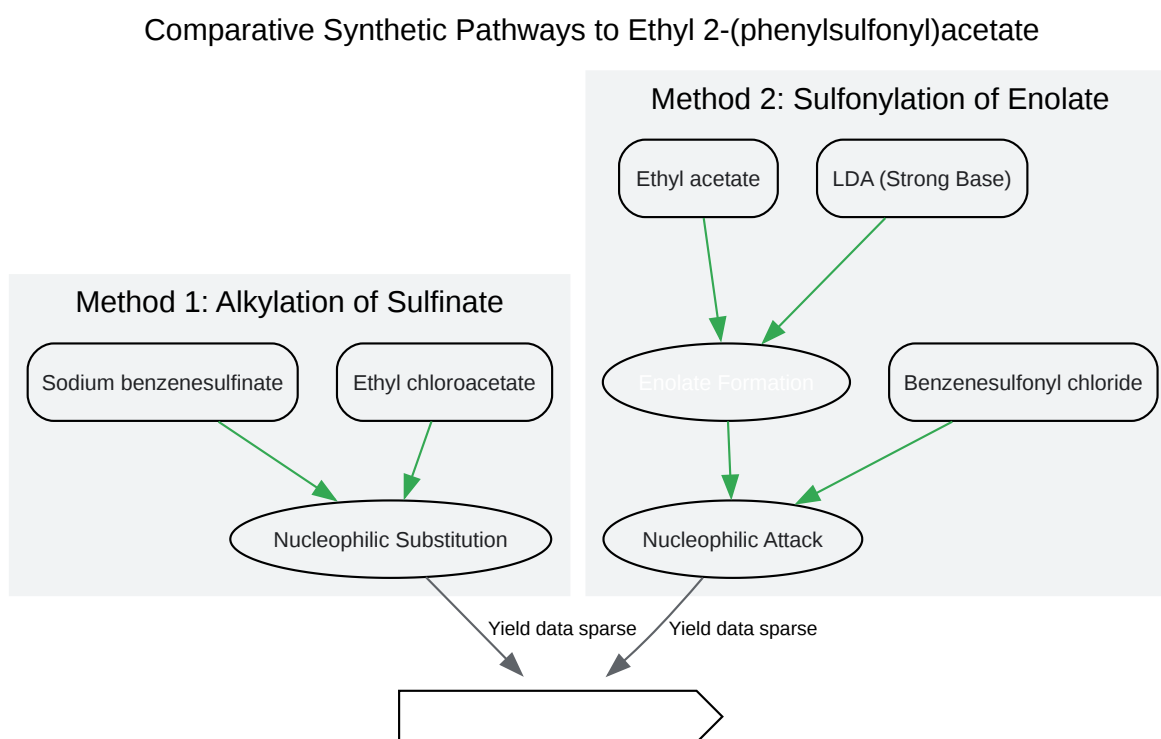 Comparative Synthetic Pathways to Ethyl 2-(phenylsulfonyl)acetate
Method 2: Sulfonylation of Enolate
Ethyl acetate
LDA (Strong Base)
Method 1: Alkylation of Sulfinate
Sodium benzenesulfinate
Ethyl chloroacetate
Enolate Formation
Benzenesulfonyl chloride
Nucleophilic Substitution
Nucleophilic Attack
Yield data sparse
Yield data sparse